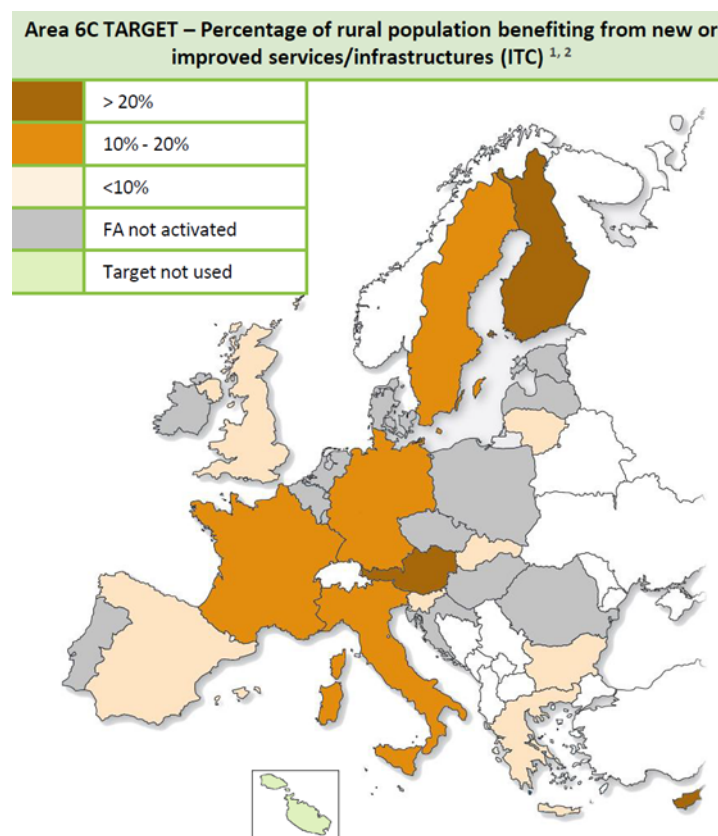 Area 6C TARGET – Percentage of rural population benefiting from new or
improved services/infrastructures (ITC) 1, 2
> 20%
10% - 20%
<10%
FA not activated
Target not used